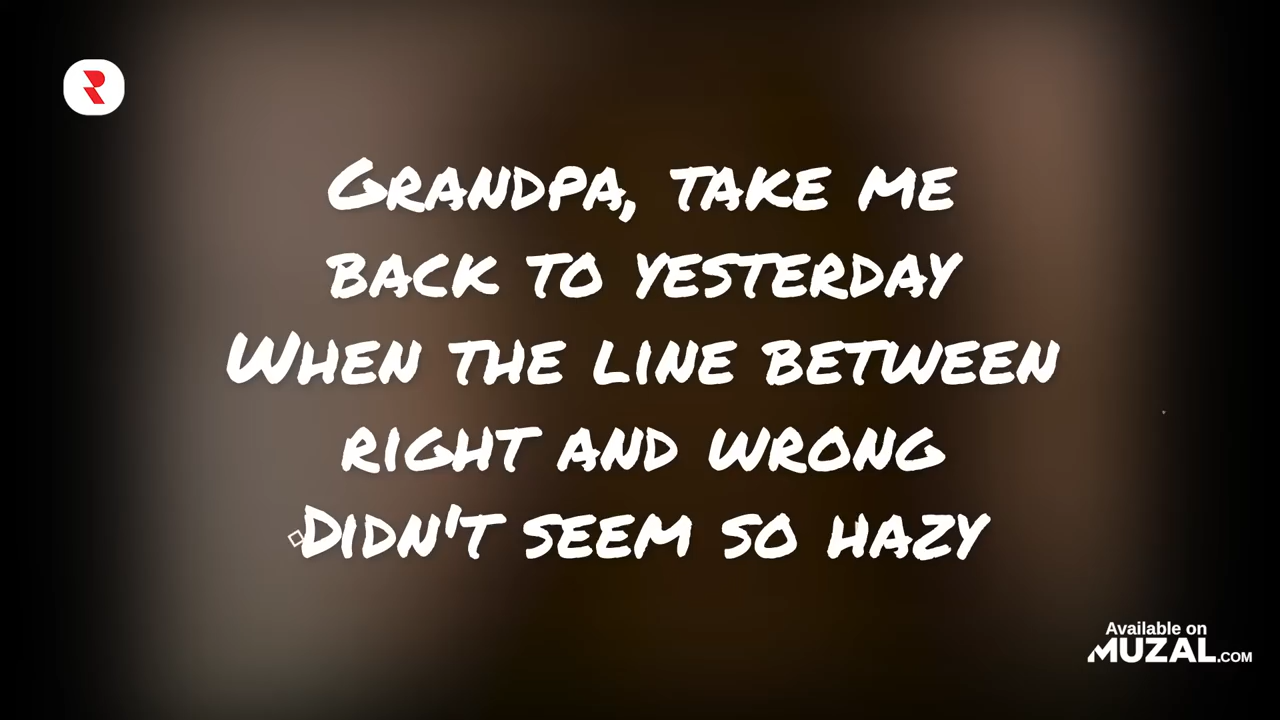 Grandpa, take me
back to yesterday
When the line between
right and wrong
Didn't seem so hazy
Available on
MUZAL.COM